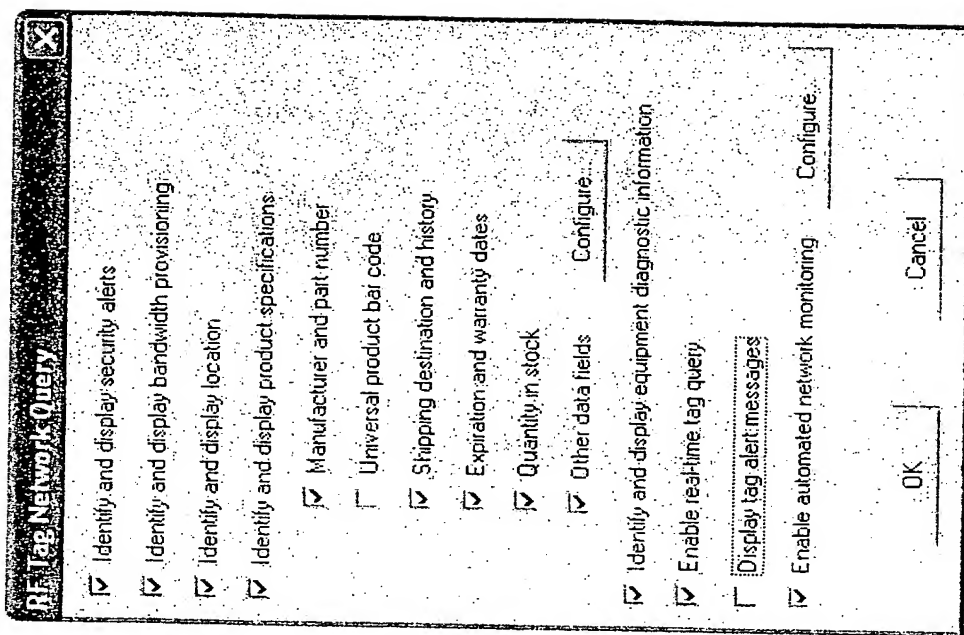 RF Tag Network Query
Identify and display security alerts
Identify and display bandwidth provisioning
Identify and display location
Identify and display product specifications
Manufacturer and part number
Universal product bar code
Shipping destination and history
Expiration and warranty dates
Quantity in stock
Other data fields Configure...
Identify and display equipment diagnostic information
Enable real-time tag query
Display tag alert messages
Enable automated network monitoring Configure...
OK Cancel